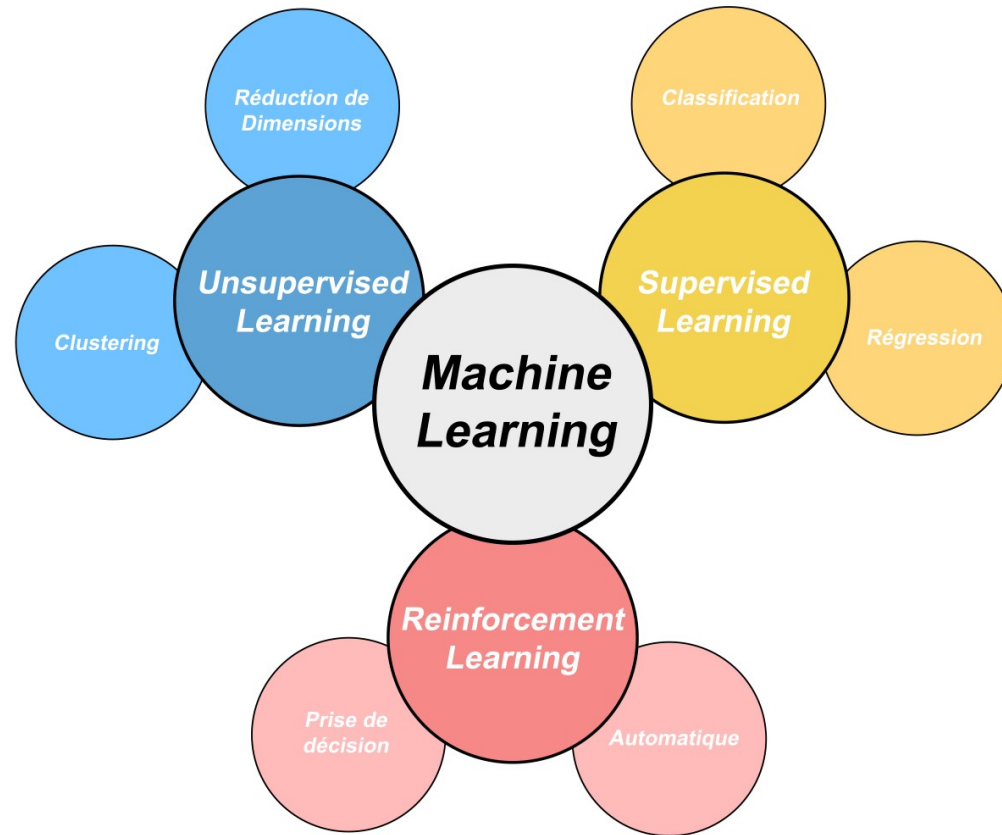 Réduction de
Dimensions
Classification
Unsupervised
Learning
Supervised
Learning
Clustering
Régression
Machine
Learning
Reinforcement
Learning
Prise de
décision
Automatique